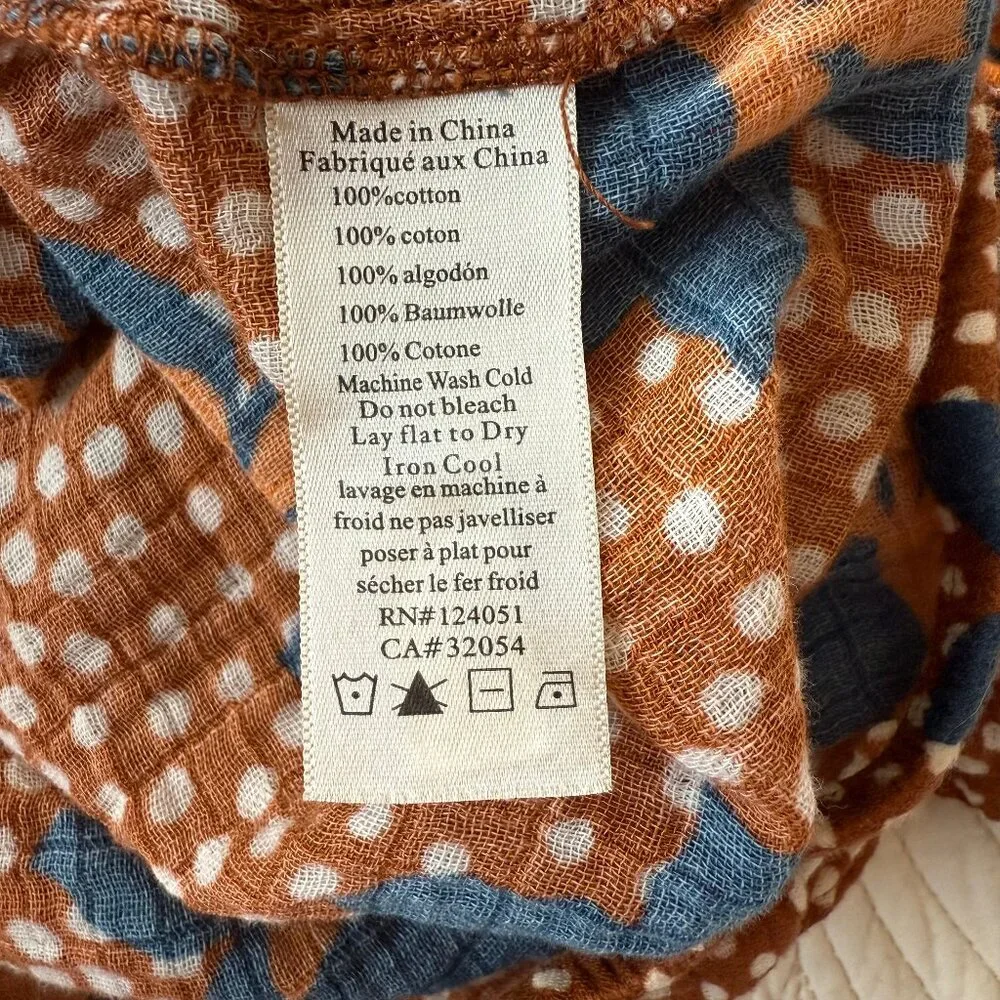 Made in China
Fabriqué aux China
100%cotton
100% coton
100% algodón
100% Baumwolle
100% Cotone
Machine Wash Cold
Do not bleach
Lay flat to Dry
Iron Cool
lavage en machine à
froid ne pas javelliser
poser à plat pour
sécher le fer froid
RN#124051
CA#32054